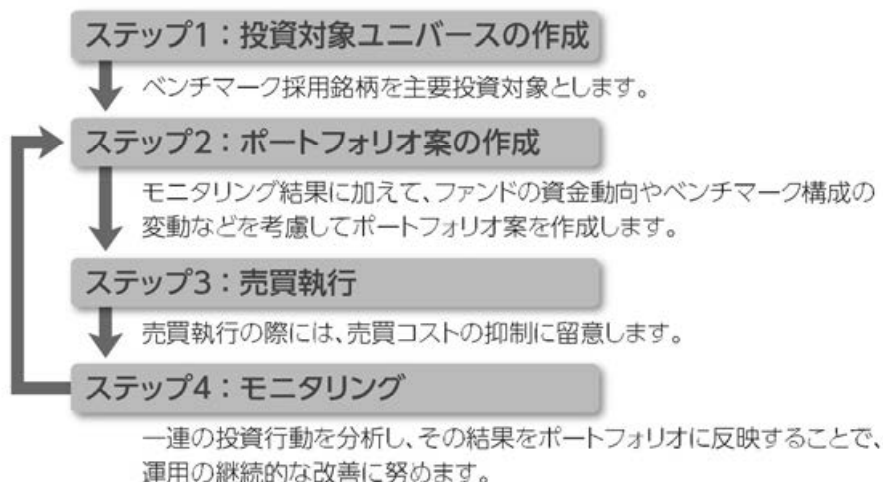 ステップ1：投資対象ユニバースの作成
ベンチマーク採用銘柄を主要投資対象とします。
ステップ2：ポートフォリオ案の作成
モニタリング結果に加えて、ファンドの資金動向やベンチマーク構成の
変動などを考慮してポートフォリオ案を作成します。
ステップ3：売買執行
売買執行の際には、売買コストの抑制に留意します。
ステップ4：モニタリング
一連の投資行動を分析し、その結果をポートフォリオに反映することで、
運用の継続的な改善に努めます。